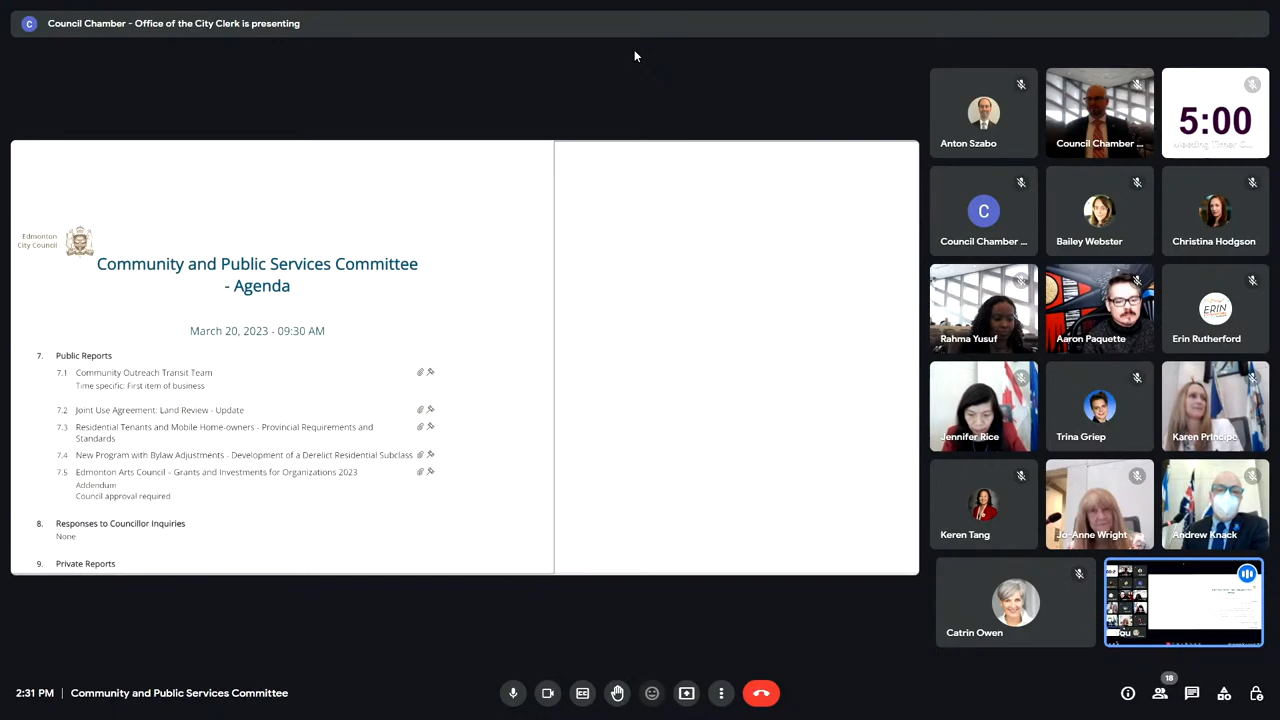 C
Council Chamber - Office of the City Clerk is presenting
Edmonton
City Council
Community and Public Services Committee
- Agenda
March 20, 2023 - 09:30 AM
7. Public Reports
7.1 Community Outreach Transit Team
Time specific: First item of business
7.2 Joint Use Agreement: Land Review - Update
7.3 Residential Tenants and Mobile Home-owners - Provincial Requirements and
Standards
7.4 New Program with Bylaw Adjustments - Development of a Derelict Residential Subclass
7.5 Edmonton Arts Council - Grants and Investments for Organizations 2023
Addendum
Council approval required
8. Responses to Councillor Inquiries
None
9. Private Reports
Anton Szabo
Council Chamber ...
5:00
Meeting Timer C...
C
Council Chamber ...
Bailey Webster
Christina Hodgson
Rahma Yusuf
Aaron Paquette
ERIN
Erin Rutherford
Jennifer Rice
Trina Griep
Karen Principe
Keren Tang
Jo-Anne Wright
Andrew Knack
Catrin Owen
You
2:31 PM | Community and Public Services Committee
18